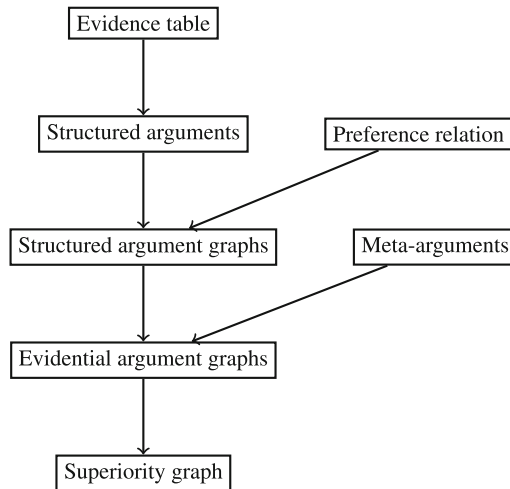 Evidence table
Structured arguments
Preference relation
Structured argument graphs
Meta-arguments
Evidential argument graphs
Superiority graph